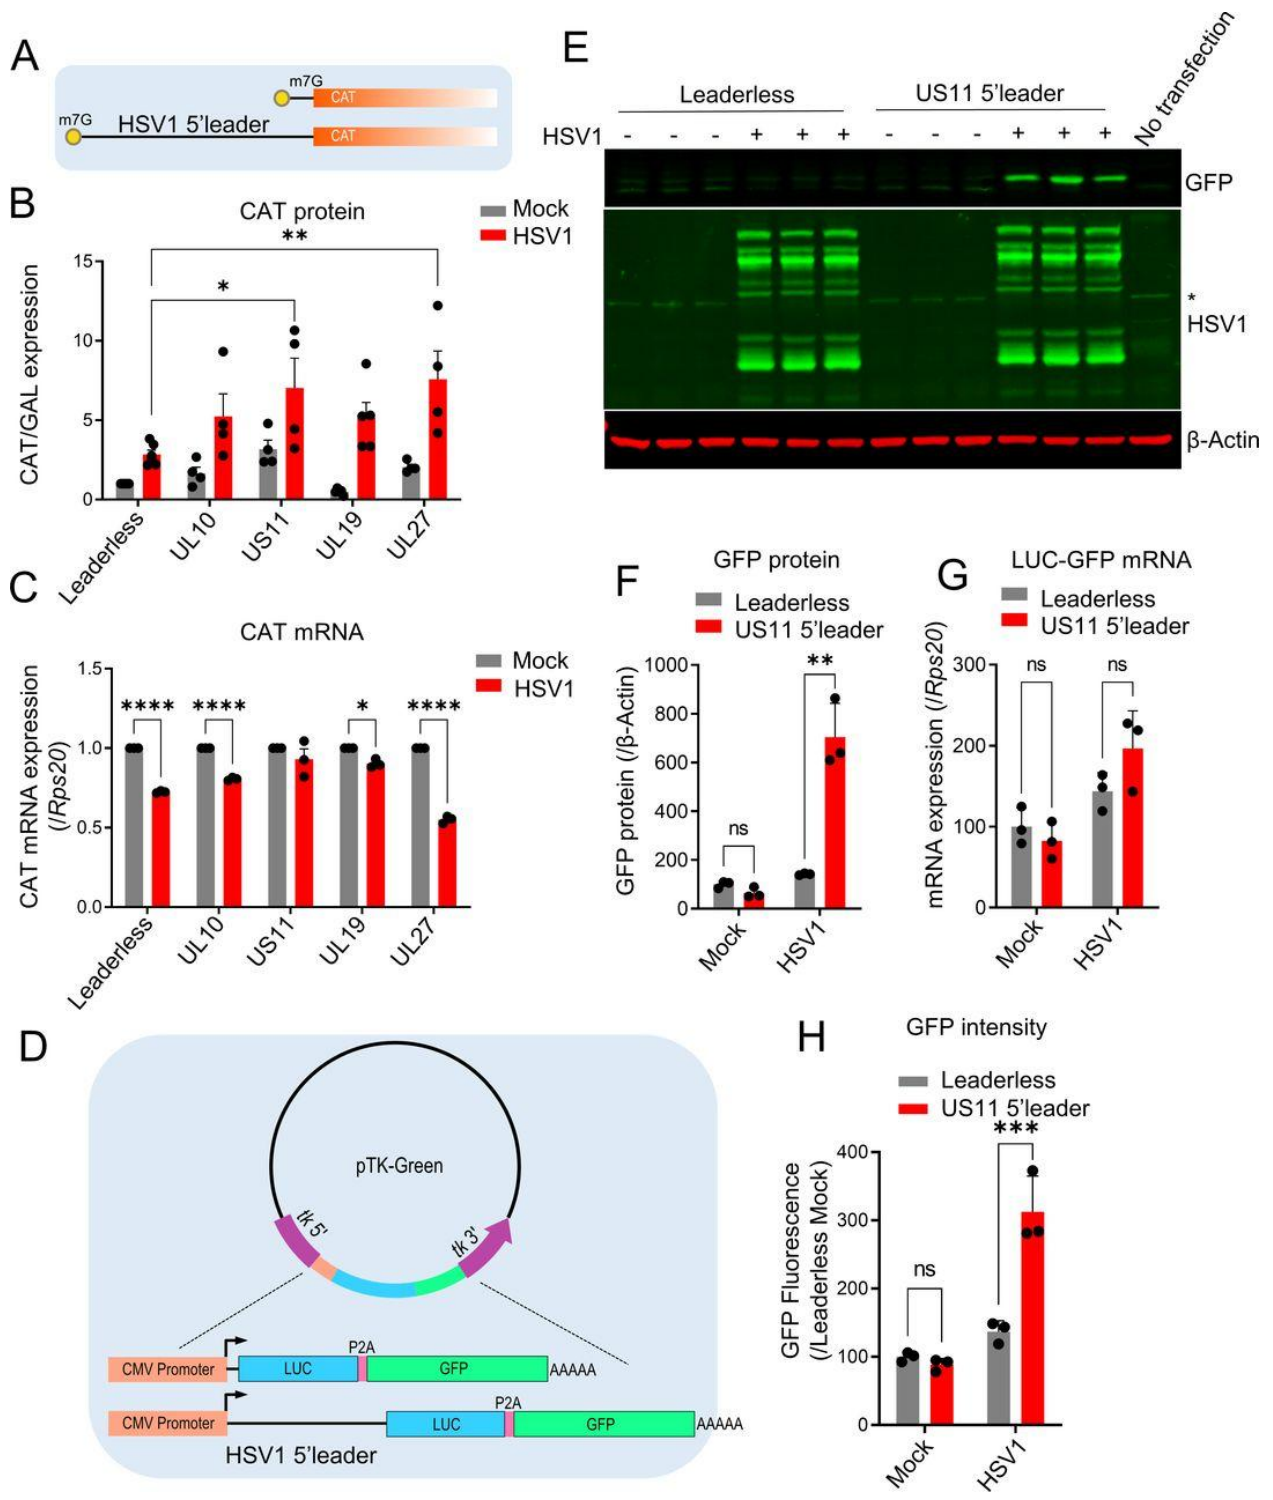 A
m7G
CAT
m7G
HSV1 5'leader
CAT
B
CAT protein
Mock
HSV1
**
*
CAT/GAL expression
15
10
5
0
Leaderless
UL10
US11
UL19
UL27
C
CAT mRNA
Mock
HSV1
CAT mRNA expression
(/Rps20)
1.5
1.0
0.5
0.0
****
****
*
****
Leaderless
UL10
US11
UL19
UL27
D
pTK-Green
tk 5'
tk 3'
CMV Promoter
LUC
P2A
GFP
AAAAA
CMV Promoter
LUC
P2A
GFP
AAAAA
HSV1 5'leader
E
Leaderless
US11 5'leader
No transfection
HSV1 - - - + + + - - - + + +
GFP
*
HSV1
β-Actin
F
GFP protein
Leaderless
US11 5'leader
GFP protein (/β-Actin)
1000
800
600
400
200
0
ns
**
Mock
HSV1
G
LUC-GFP mRNA
Leaderless
US11 5'leader
mRNA expression (/Rps20)
300
200
100
0
ns
ns
Mock
HSV1
H
GFP intensity
Leaderless
US11 5'leader
GFP Fluorescence
(/Leaderless Mock)
400
300
200
100
0
ns
***
Mock
HSV1